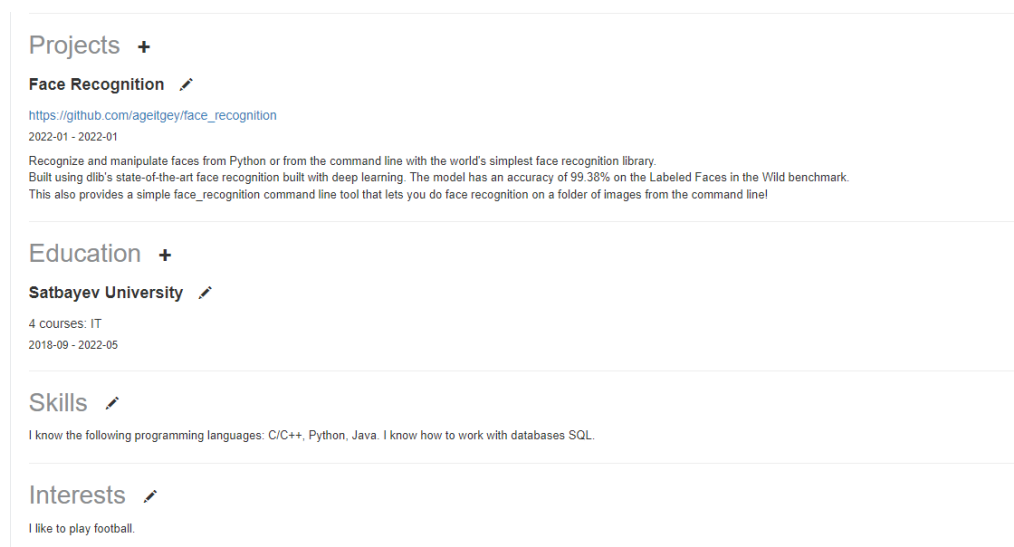 Projects +
Face Recognition
https://github.com/ageitgey/face_recognition
2022-01 - 2022-01
Recognize and manipulate faces from Python or from the command line with the world's simplest face recognition library.
Built using dlib's state-of-the-art face recognition built with deep learning. The model has an accuracy of 99.38% on the Labeled Faces in the Wild benchmark.
This also provides a simple face_recognition command line tool that lets you do face recognition on a folder of images from the command line!
Education +
Satbayev University
4 courses: IT
2018-09 - 2022-05
Skills
I know the following programming languages: C/C++, Python, Java. I know how to work with databases SQL.
Interests
I like to play football.